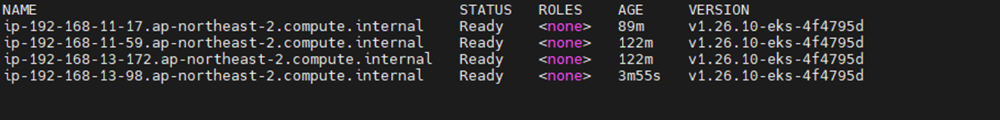 NAME STATUS ROLES AGE VERSION
ip-192-168-11-17.ap-northeast-2.compute.internal Ready <none> 89m v1.26.10-eks-4f4795d
ip-192-168-11-59.ap-northeast-2.compute.internal Ready <none> 122m v1.26.10-eks-4f4795d
ip-192-168-13-172.ap-northeast-2.compute.internal Ready <none> 122m v1.26.10-eks-4f4795d
ip-192-168-13-98.ap-northeast-2.compute.internal Ready <none> 3m55s v1.26.10-eks-4f4795d